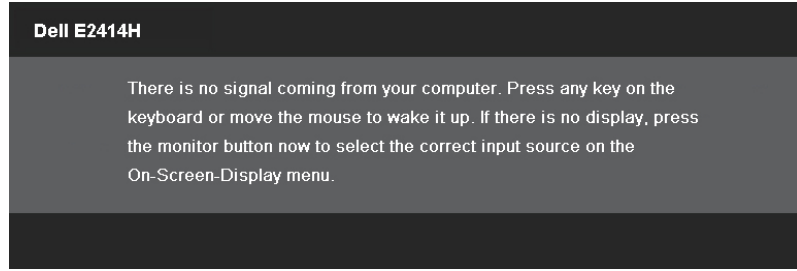 Dell E2414H
There is no signal coming from your computer. Press any key on the
keyboard or move the mouse to wake it up. If there is no display, press
the monitor button now to select the correct input source on the
On-Screen-Display menu.